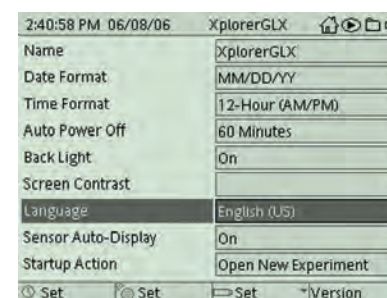 2:40:58 PM 06/08/06 XplorerGLX
Name XplorerGLX
Date Format MM/DD/YY
Time Format 12-Hour (AM/PM)
Auto Power Off 60 Minutes
Back Light On
Screen Contrast
Language English (US)
Sensor Auto-Display On
Startup Action Open New Experiment
Set Set Set Version